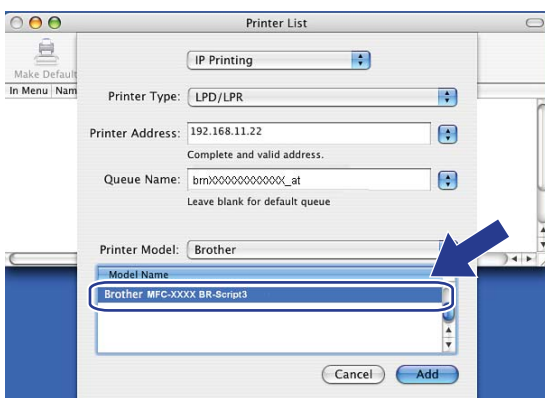 Printer List
IP Printing
Make Default
In Menu Nam
Printer Type: LPD/LPR
Printer Address: 192.168.11.22
Complete and valid address.
Queue Name: brnXXXXXXXXXXXX_at
Leave blank for default queue
Printer Model: Brother
Model Name
Brother MFC-XXXX BR-Script3
Cancel Add